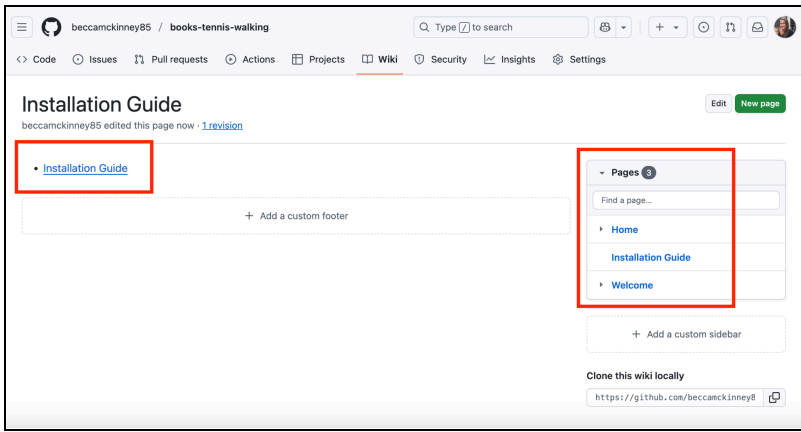 beccamckinney85 / books-tennis-walking
Type / to search
Code Issues Pull requests Actions Projects Wiki Security Insights Settings
Installation Guide
Edit New page
beccamckinney85 edited this page now · 1 revision
• Installation Guide
+ Add a custom footer
Pages 3
Find a page...
Home
Installation Guide
Welcome
+ Add a custom sidebar
Clone this wiki locally
https://github.com/beccamckinney8